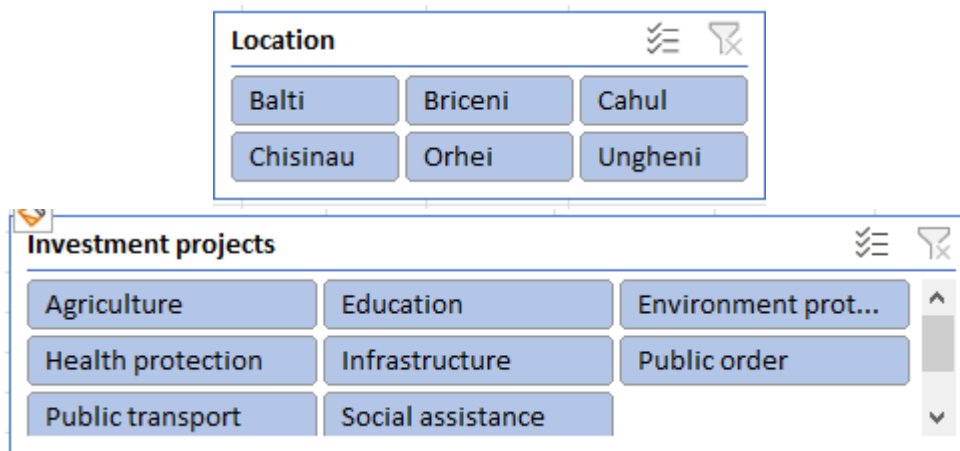 Location
Balti Briceni Cahul
Chisinau Orhei Ungheni
Investment projects
Agriculture Education Environment prot...
Health protection Infrastructure Public order
Public transport Social assistance